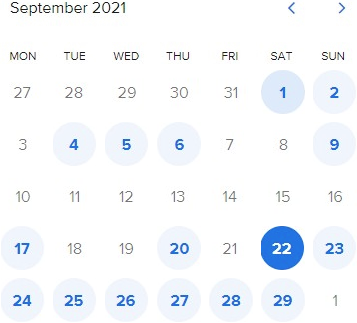 September 2021
MON TUE WED THU FRI SAT SUN
27 28 29 30 31 1 2
3 4 5 6 7 8 9
10 11 12 13 14 15 16
17 18 19 20 21 22 23
24 25 26 27 28 29 1